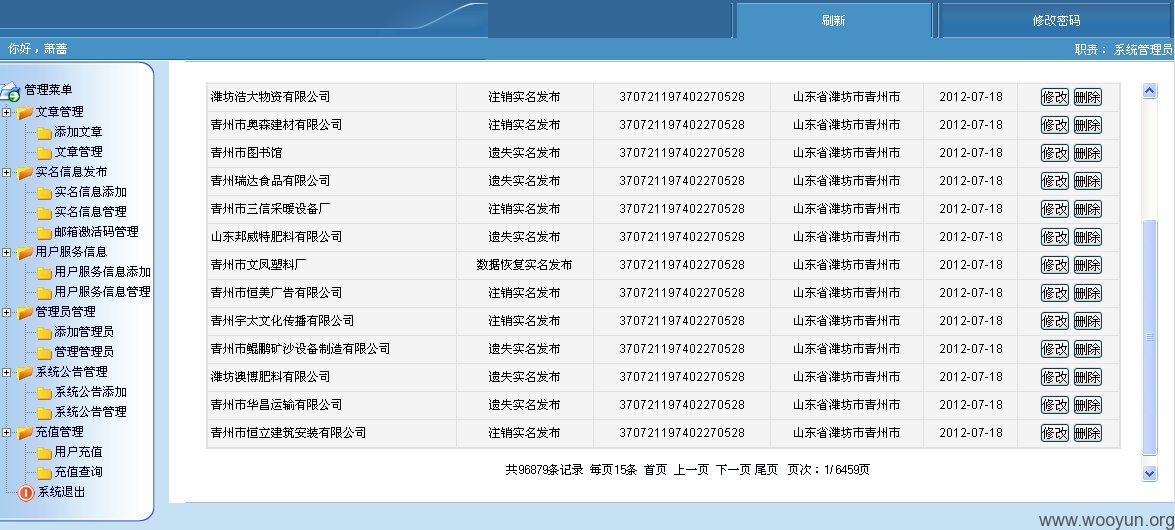 刷新 修改密码
你好，萧蔷 职责： 系统管理员
管理菜单
文章管理
添加文章
文章管理
实名信息发布
实名信息添加
实名信息管理
邮箱激活码管理
用户服务信息
用户服务信息添加
用户服务信息管理
管理员管理
添加管理员
管理管理员
系统公告管理
系统公告添加
系统公告管理
充值管理
用户充值
充值查询
系统退出
潍坊浩大物资有限公司 注销实名发布 370721197402270528 山东省潍坊市青州市 2012-07-18 修改 删除
青州市奥森建材有限公司 注销实名发布 370721197402270528 山东省潍坊市青州市 2012-07-18 修改 删除
青州市图书馆 遗失实名发布 370721197402270528 山东省潍坊市青州市 2012-07-18 修改 删除
青州瑞达食品有限公司 遗失实名发布 370721197402270528 山东省潍坊市青州市 2012-07-18 修改 删除
青州市三信采暖设备厂 注销实名发布 370721197402270528 山东省潍坊市青州市 2012-07-18 修改 删除
山东邦威特肥料有限公司 遗失实名发布 370721197402270528 山东省潍坊市青州市 2012-07-18 修改 删除
青州市文凤塑料厂 数据恢复实名发布 370721197402270528 山东省潍坊市青州市 2012-07-18 修改 删除
青州市恒美广告有限公司 注销实名发布 370721197402270528 山东省潍坊市青州市 2012-07-18 修改 删除
青州宇太文化传播有限公司 注销实名发布 370721197402270528 山东省潍坊市青州市 2012-07-18 修改 删除
青州市鲲鹏矿沙设备制造有限公司 遗失实名发布 370721197402270528 山东省潍坊市青州市 2012-07-18 修改 删除
潍坊澳博肥料有限公司 遗失实名发布 370721197402270528 山东省潍坊市青州市 2012-07-18 修改 删除
青州市华昌运输有限公司 遗失实名发布 370721197402270528 山东省潍坊市青州市 2012-07-18 修改 删除
青州市恒立建筑安装有限公司 注销实名发布 370721197402270528 山东省潍坊市青州市 2012-07-18 修改 删除
共96879条记录 每页15条 首页 上一页 下一页 尾页 页次：1/6459页
www.wooyun.org